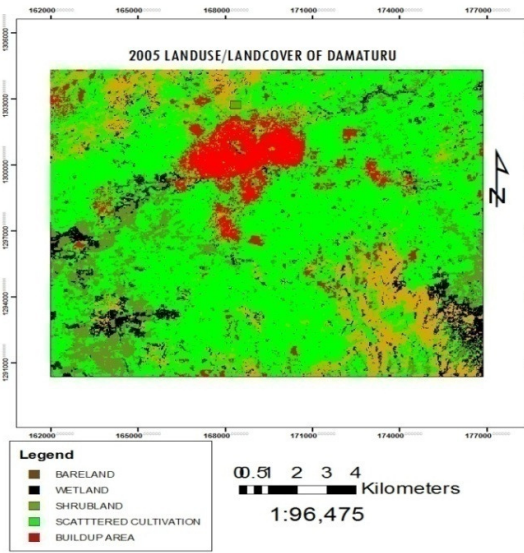 162000 165000 168000 171000 174000 177000
2005 LANDUSE/LANDCOVER OF DAMATURU
1306000
1303000
1300000
1297000
1294000
1291000
N
162000 165000 168000 171000 174000 177000
Legend
BARELAND
WETLAND
SHRUBLAND
SCATTTERED CULTIVATION
BUILDUP AREA
0 0.5 1 2 3 4
Kilometers
1:96,475